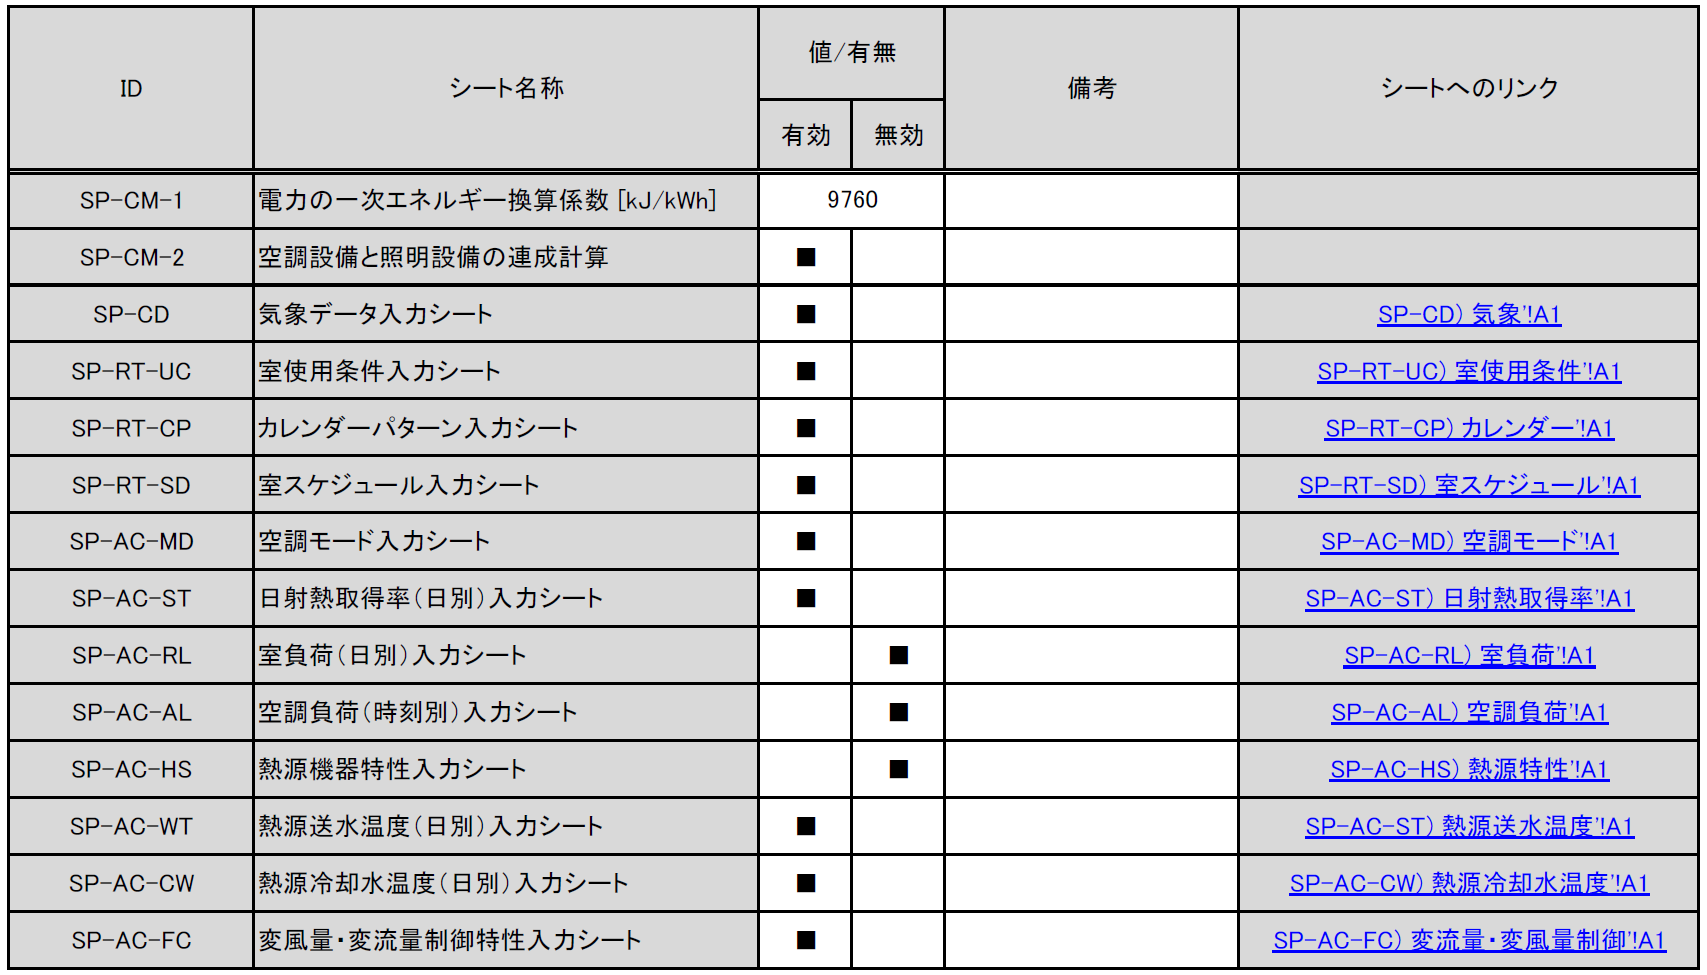 ID シート名称 値/有無 備考 シートへのリンク
有効 無効
SP-CM-1 電力の一次エネルギー換算係数 [kJ/kWh] 9760
SP-CM-2 空調設備と照明設備の連成計算 ■
SP-CD 気象データ入力シート ■ SP-CD) 気象'!A1
SP-RT-UC 室使用条件入力シート ■ SP-RT-UC) 室使用条件'!A1
SP-RT-CP カレンダーパターン入力シート ■ SP-RT-CP) カレンダー'!A1
SP-RT-SD 室スケジュール入力シート ■ SP-RT-SD) 室スケジュール'!A1
SP-AC-MD 空調モード入力シート ■ SP-AC-MD) 空調モード'!A1
SP-AC-ST 日射熱取得率(日別)入力シート ■ SP-AC-ST) 日射熱取得率'!A1
SP-AC-RL 室負荷(日別)入力シート ■ SP-AC-RL) 室負荷'!A1
SP-AC-AL 空調負荷(時刻別)入力シート ■ SP-AC-AL) 空調負荷'!A1
SP-AC-HS 熱源機器特性入力シート ■ SP-AC-HS) 熱源特性'!A1
SP-AC-WT 熱源送水温度(日別)入力シート ■ SP-AC-ST) 熱源送水温度'!A1
SP-AC-CW 熱源冷却水温度(日別)入力シート ■ SP-AC-CW) 熱源冷却水温度'!A1
SP-AC-FC 変風量・変流量制御特性入力シート ■ SP-AC-FC) 変流量・変風量制御'!A1